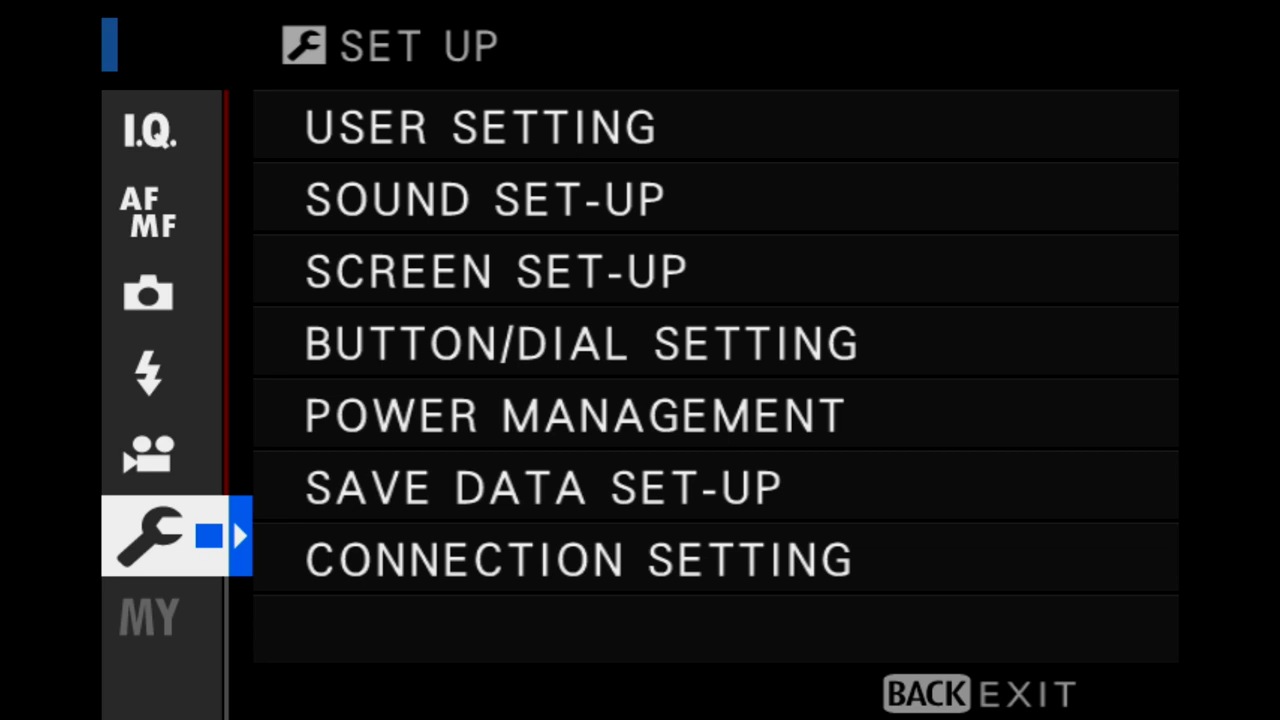 SET UP
I.Q.
AF
MF
MY
USER SETTING
SOUND SET-UP
SCREEN SET-UP
BUTTON/DIAL SETTING
POWER MANAGEMENT
SAVE DATA SET-UP
CONNECTION SETTING
BACK EXIT